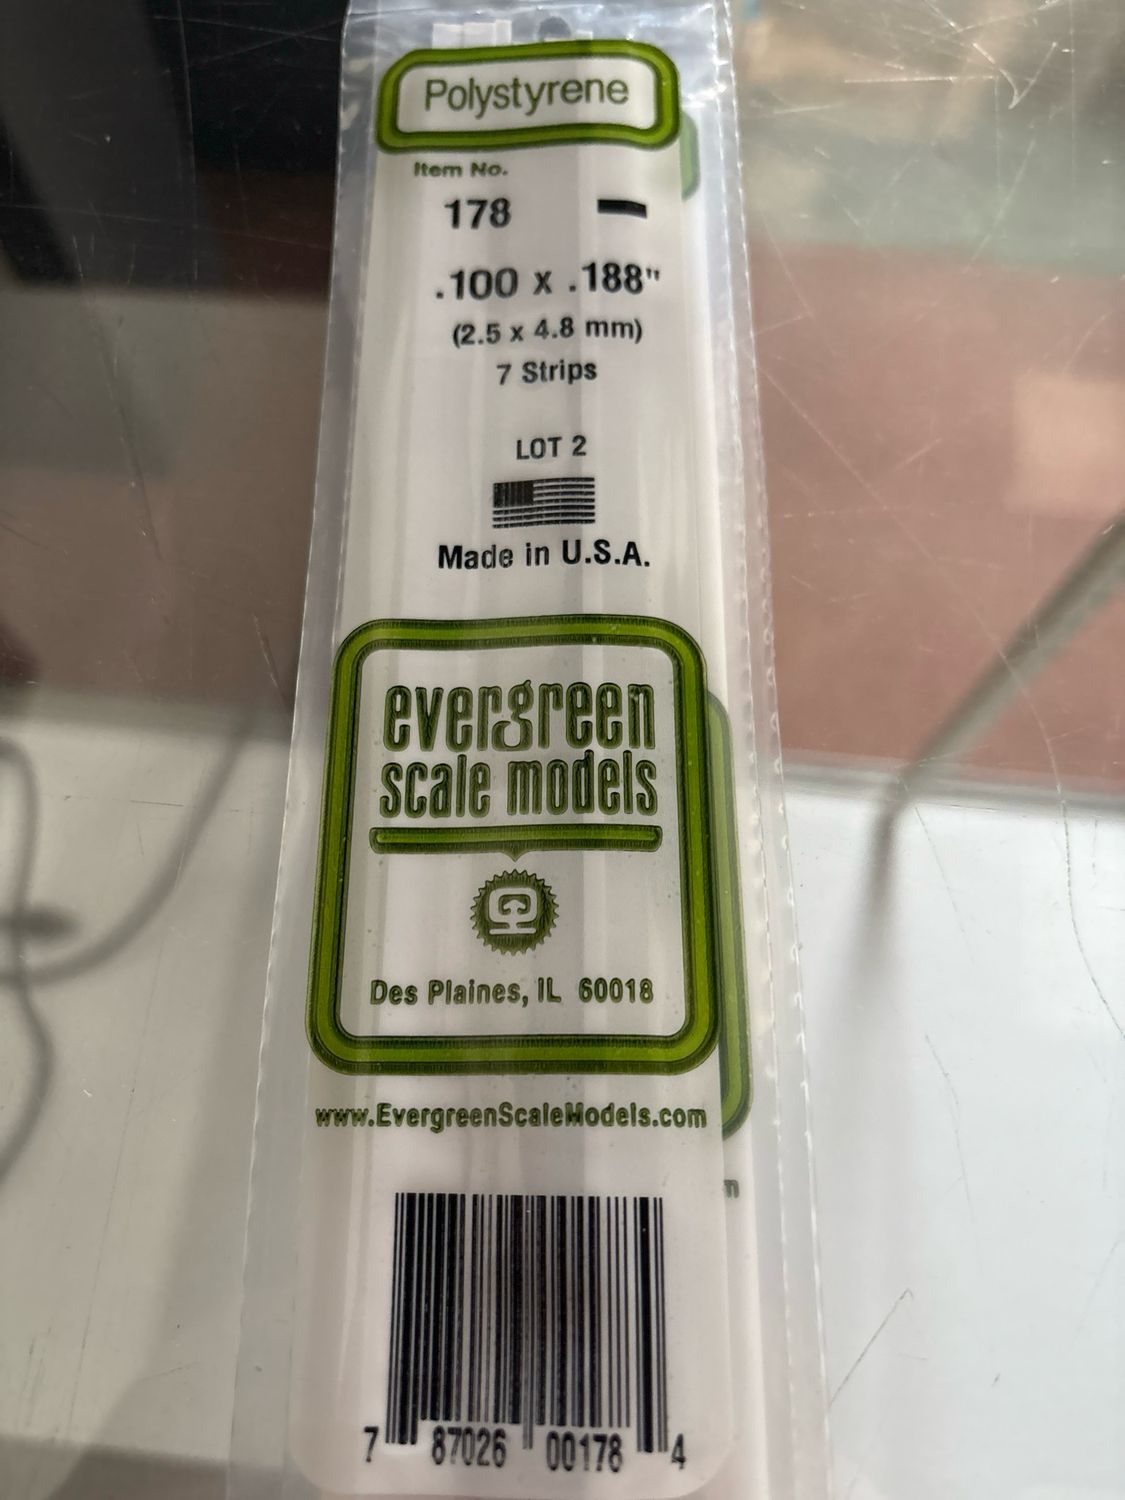 Polystyrene
Item No.
178
.100 x .188"
(2.5 x 4.8 mm)
7 Strips
LOT 2
Made in U.S.A.
evergreen
scale models
Des Plaines, IL 60018
www.EvergreenScaleModels.com
m
7 87026 00178 4